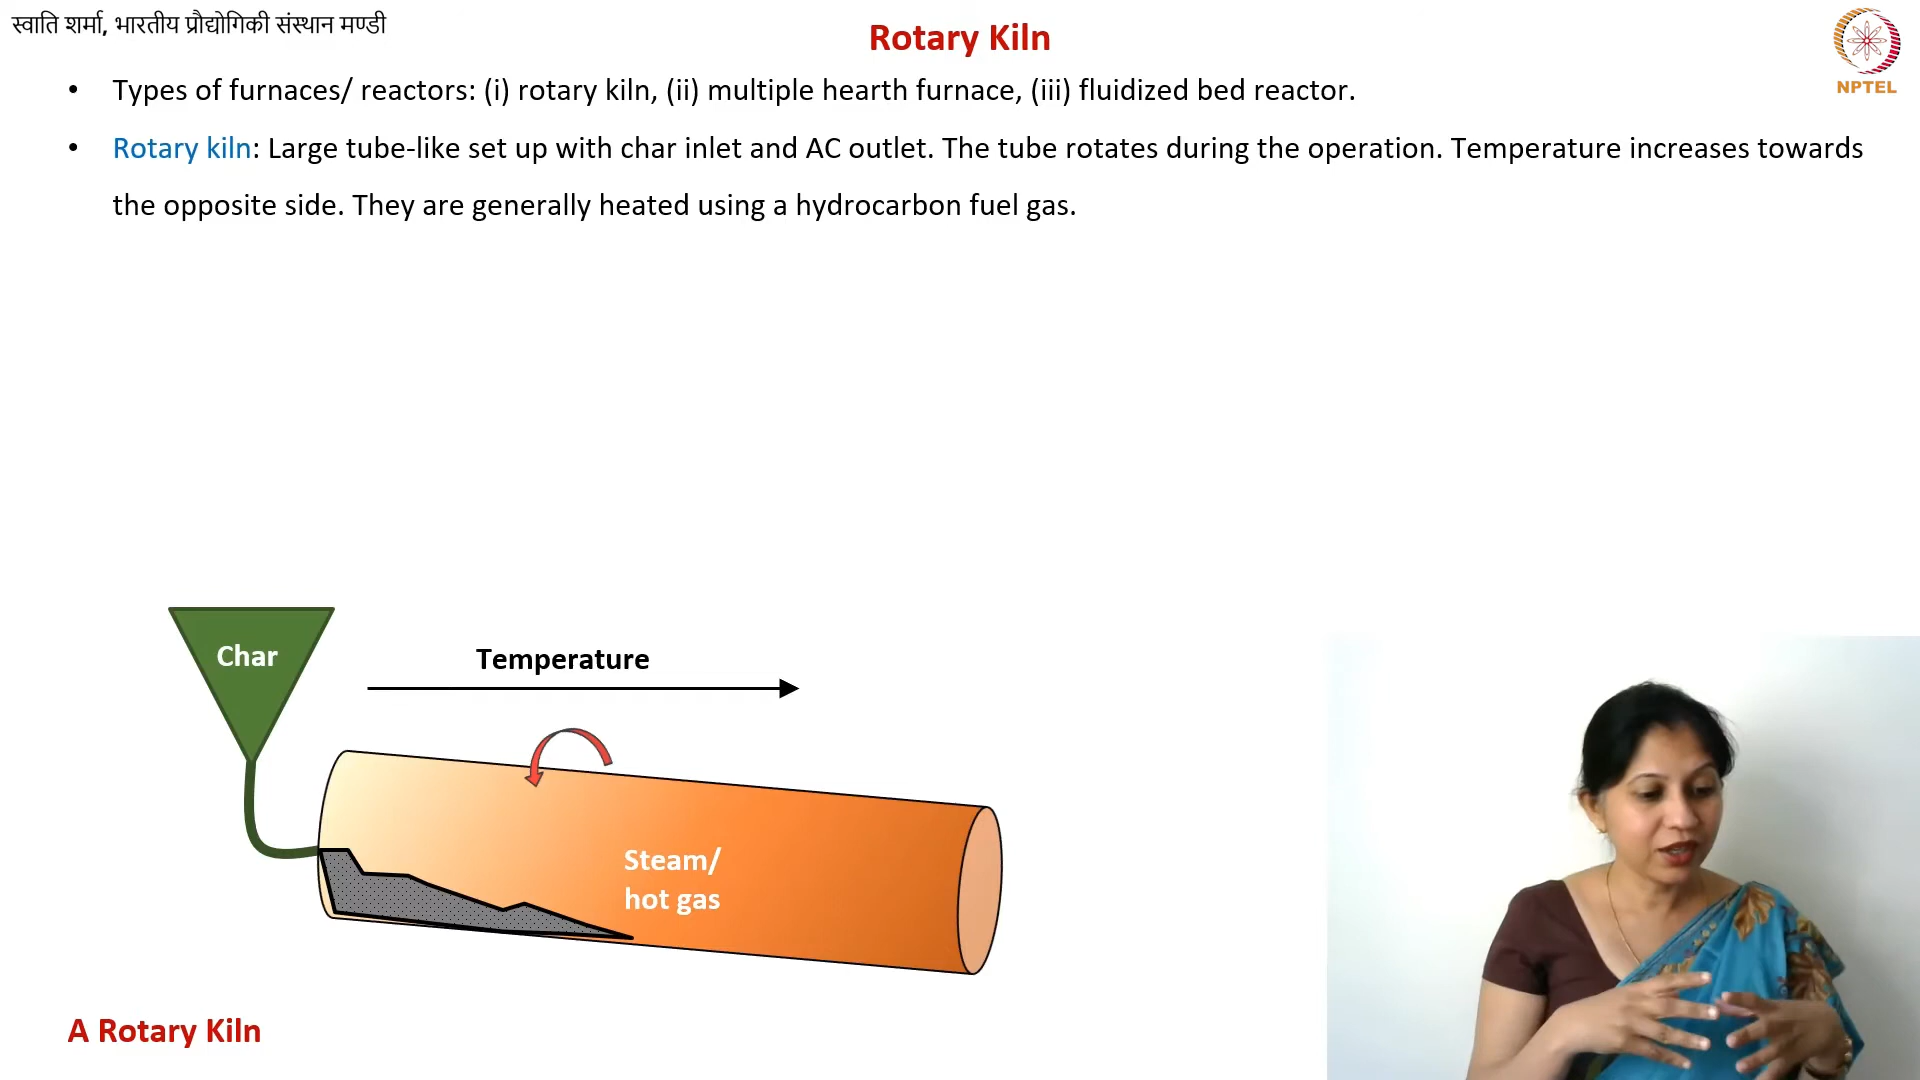 स्वाति शर्मा, भारतीय प्रौद्योगिकी संस्थान मण्डी
Rotary Kiln
NPTEL
• Types of furnaces/ reactors: (i) rotary kiln, (ii) multiple hearth furnace, (iii) fluidized bed reactor.
• Rotary kiln: Large tube-like set up with char inlet and AC outlet. The tube rotates during the operation. Temperature increases towards
the opposite side. They are generally heated using a hydrocarbon fuel gas.
Char
Temperature
Steam/
hot gas
A Rotary Kiln